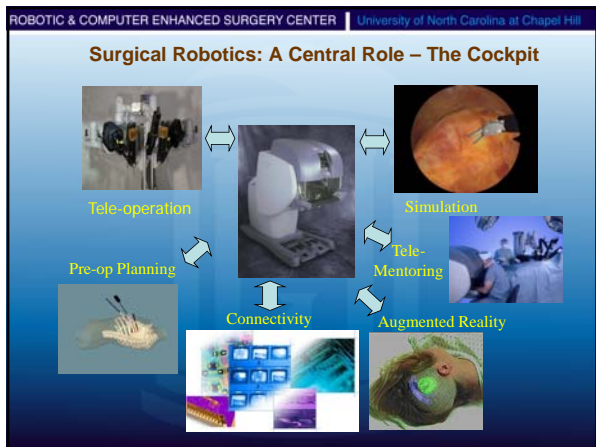 ROBOTIC & COMPUTER ENHANCED SURGERY CENTER
University of North Carolina at Chapel Hill
Surgical Robotics: A Central Role – The Cockpit
Tele-operation
Simulation
Pre-op Planning
Tele-
Mentoring
Connectivity
Augmented Reality